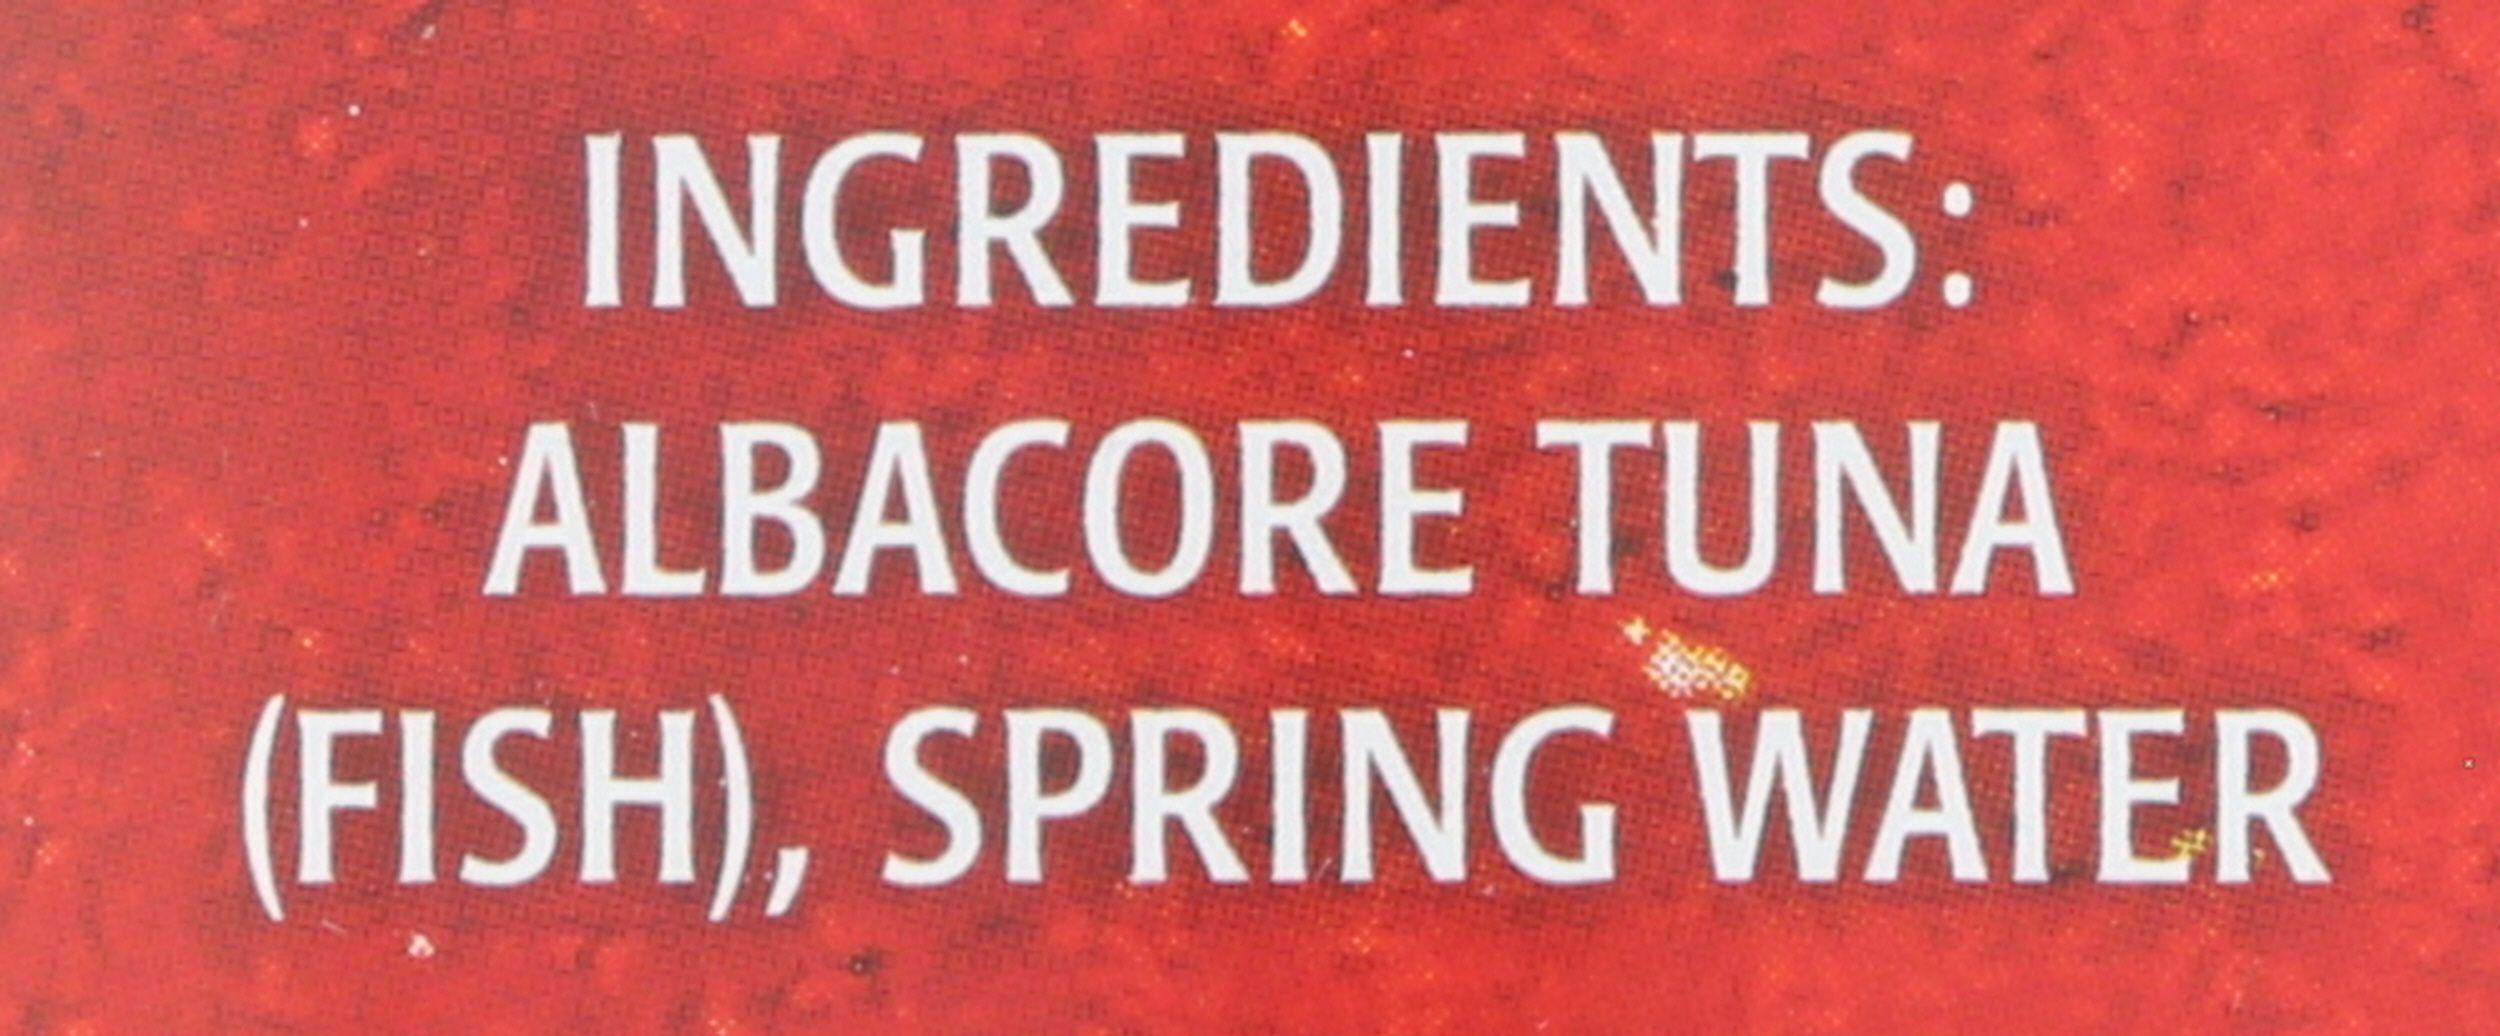 INGREDIENTS:
ALBACORE TUNA
(FISH), SPRING WATER